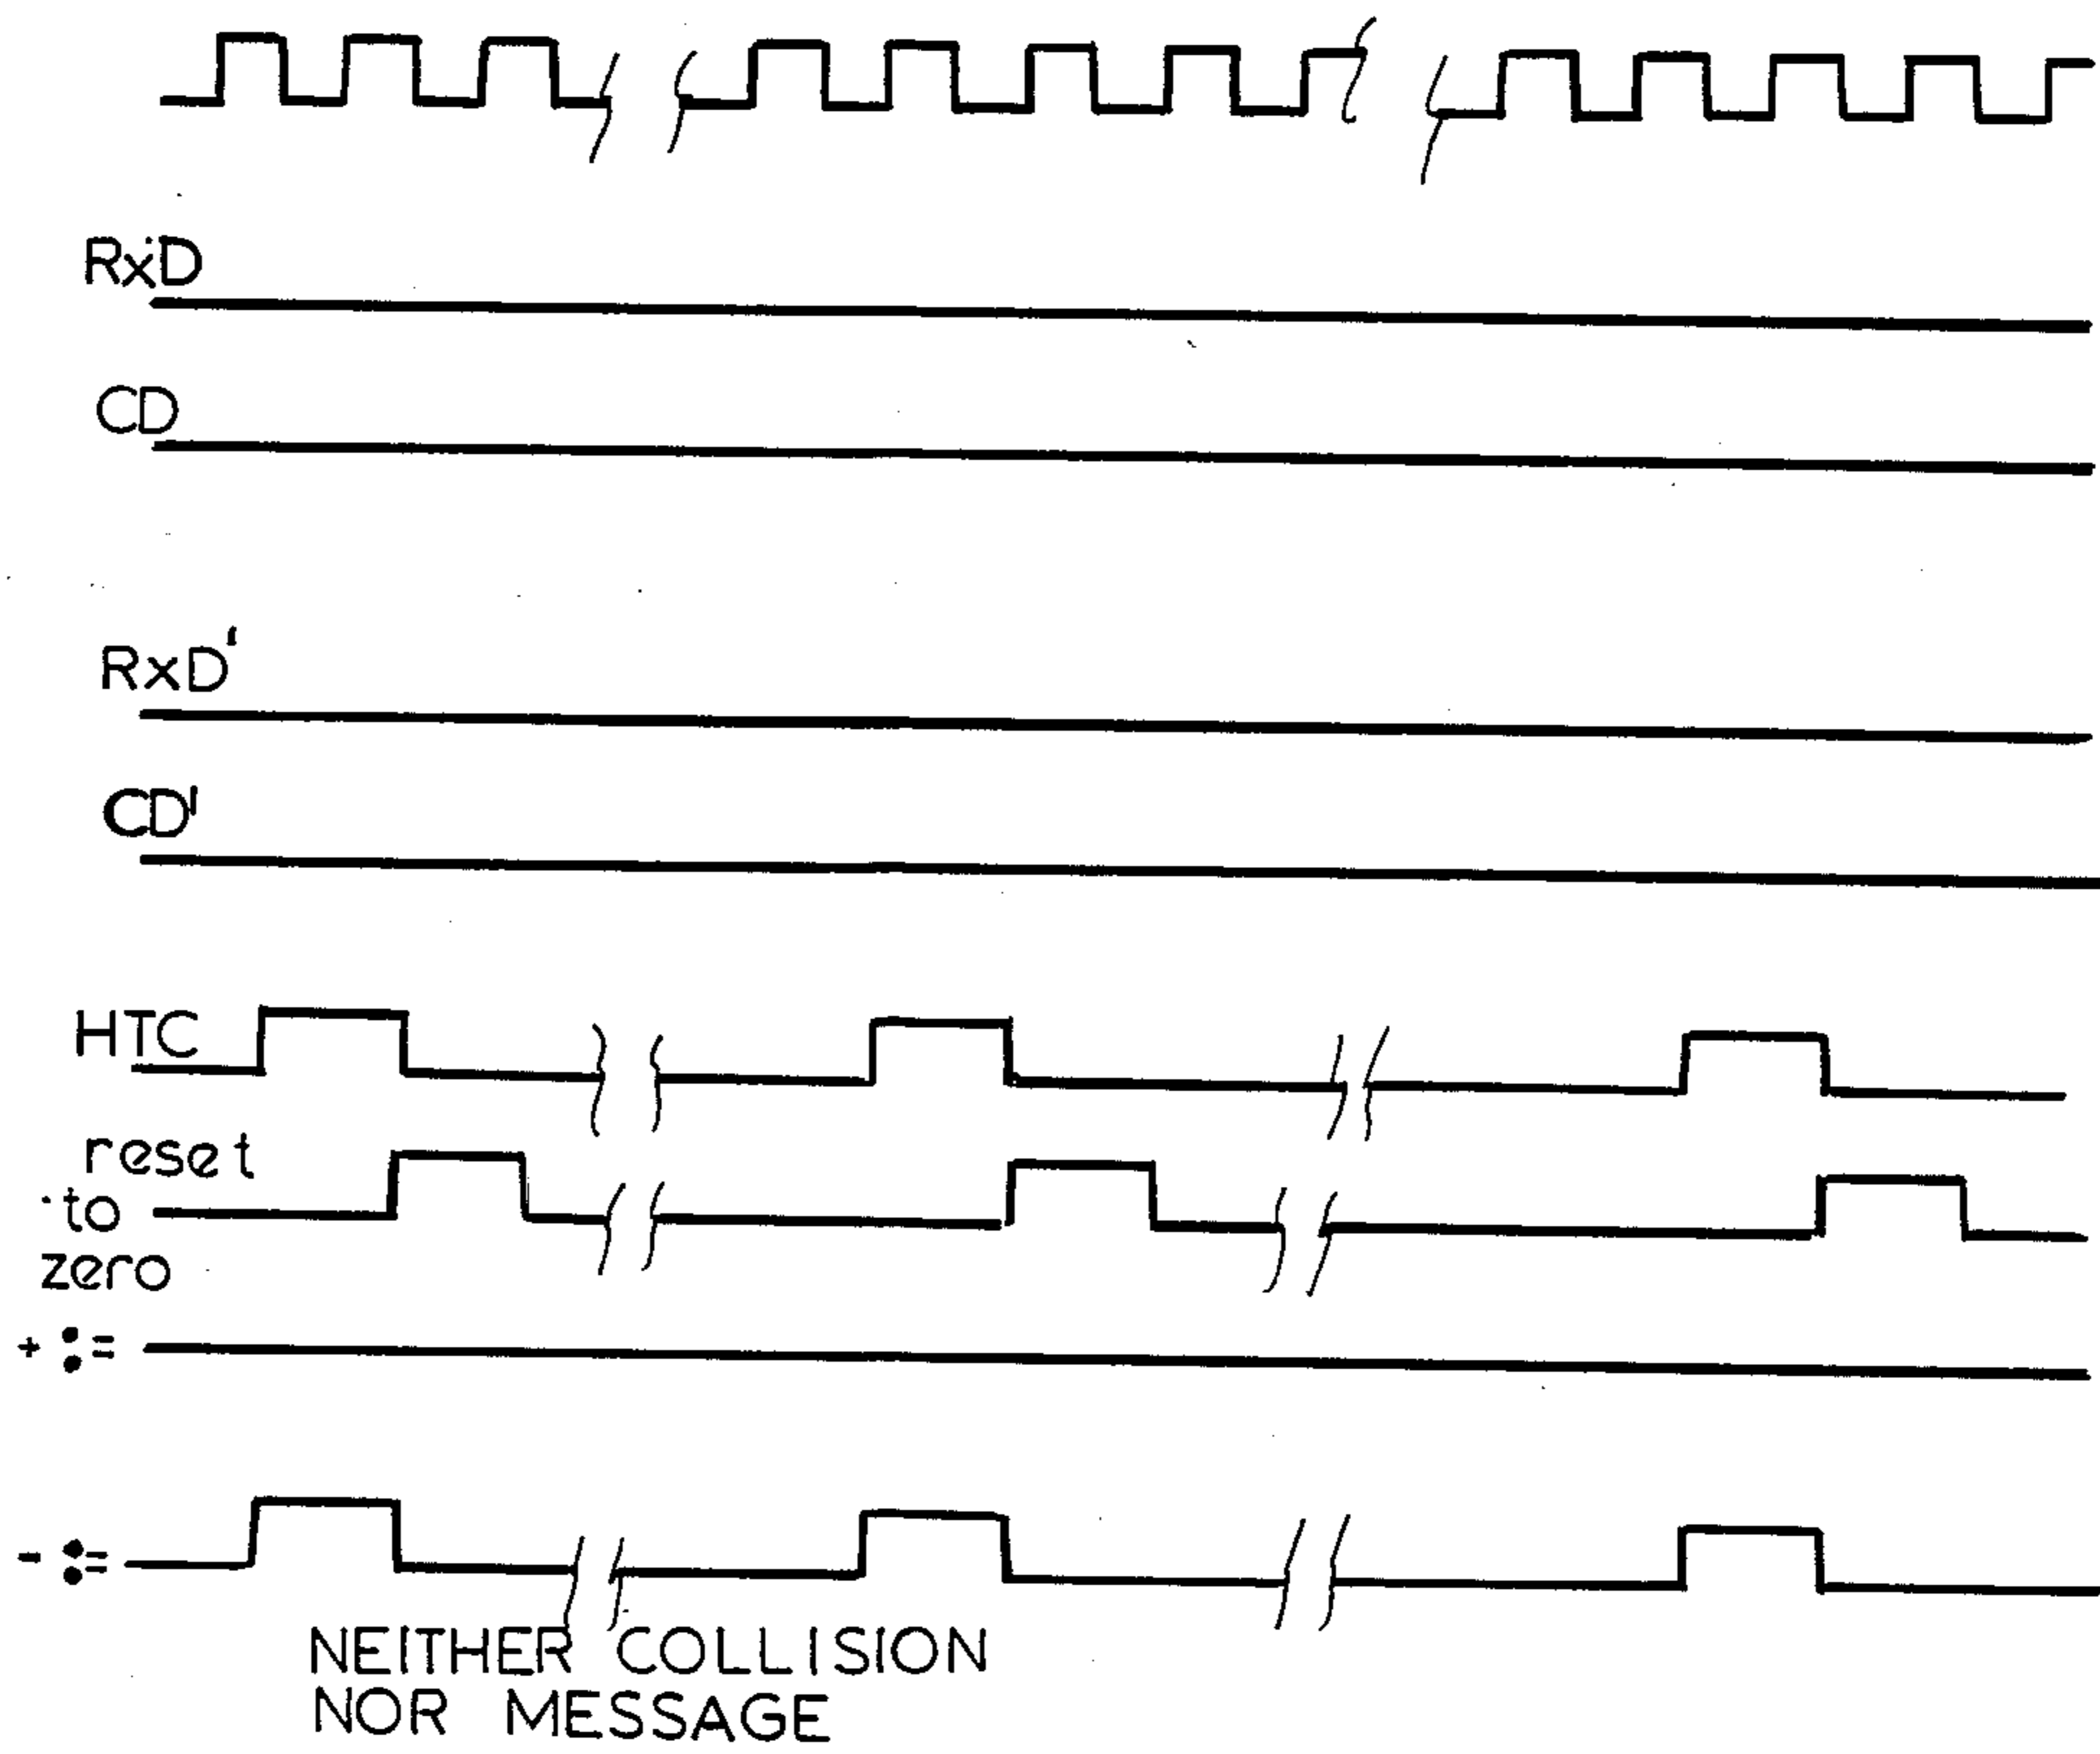 RxD
CD
RxD'
CD'
HTC
reset
to
zero
+ :=
- :=
NEITHER COLLISION
NOR MESSAGE